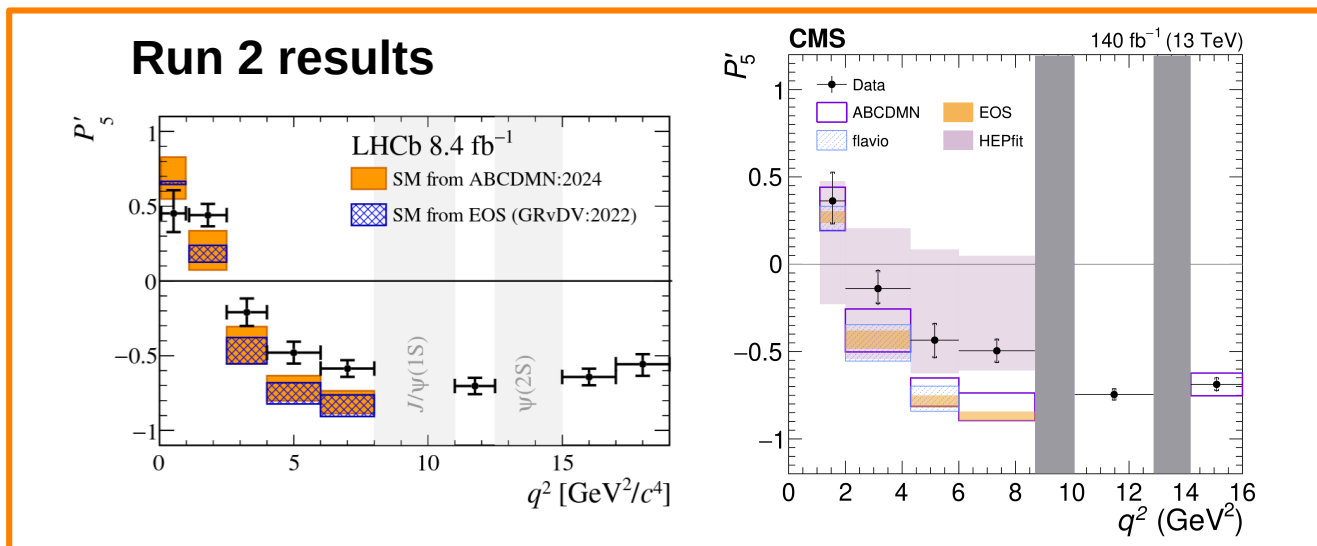 Run 2 results
P′5
LHCb 8.4 fb⁻¹
SM from ABCDMN:2024
SM from EOS (GRvDV:2022)
J/ψ(1S)
ψ(2S)
1
0.5
0
−0.5
−1
0 5 10 15
q² [GeV²/c⁴]
CMS 140 fb⁻¹ (13 TeV)
P′5
Data
ABCDMN EOS
flavio HEPfit
1
0.5
0
−0.5
−1
0 2 4 6 8 10 12 14 16
q² (GeV²)